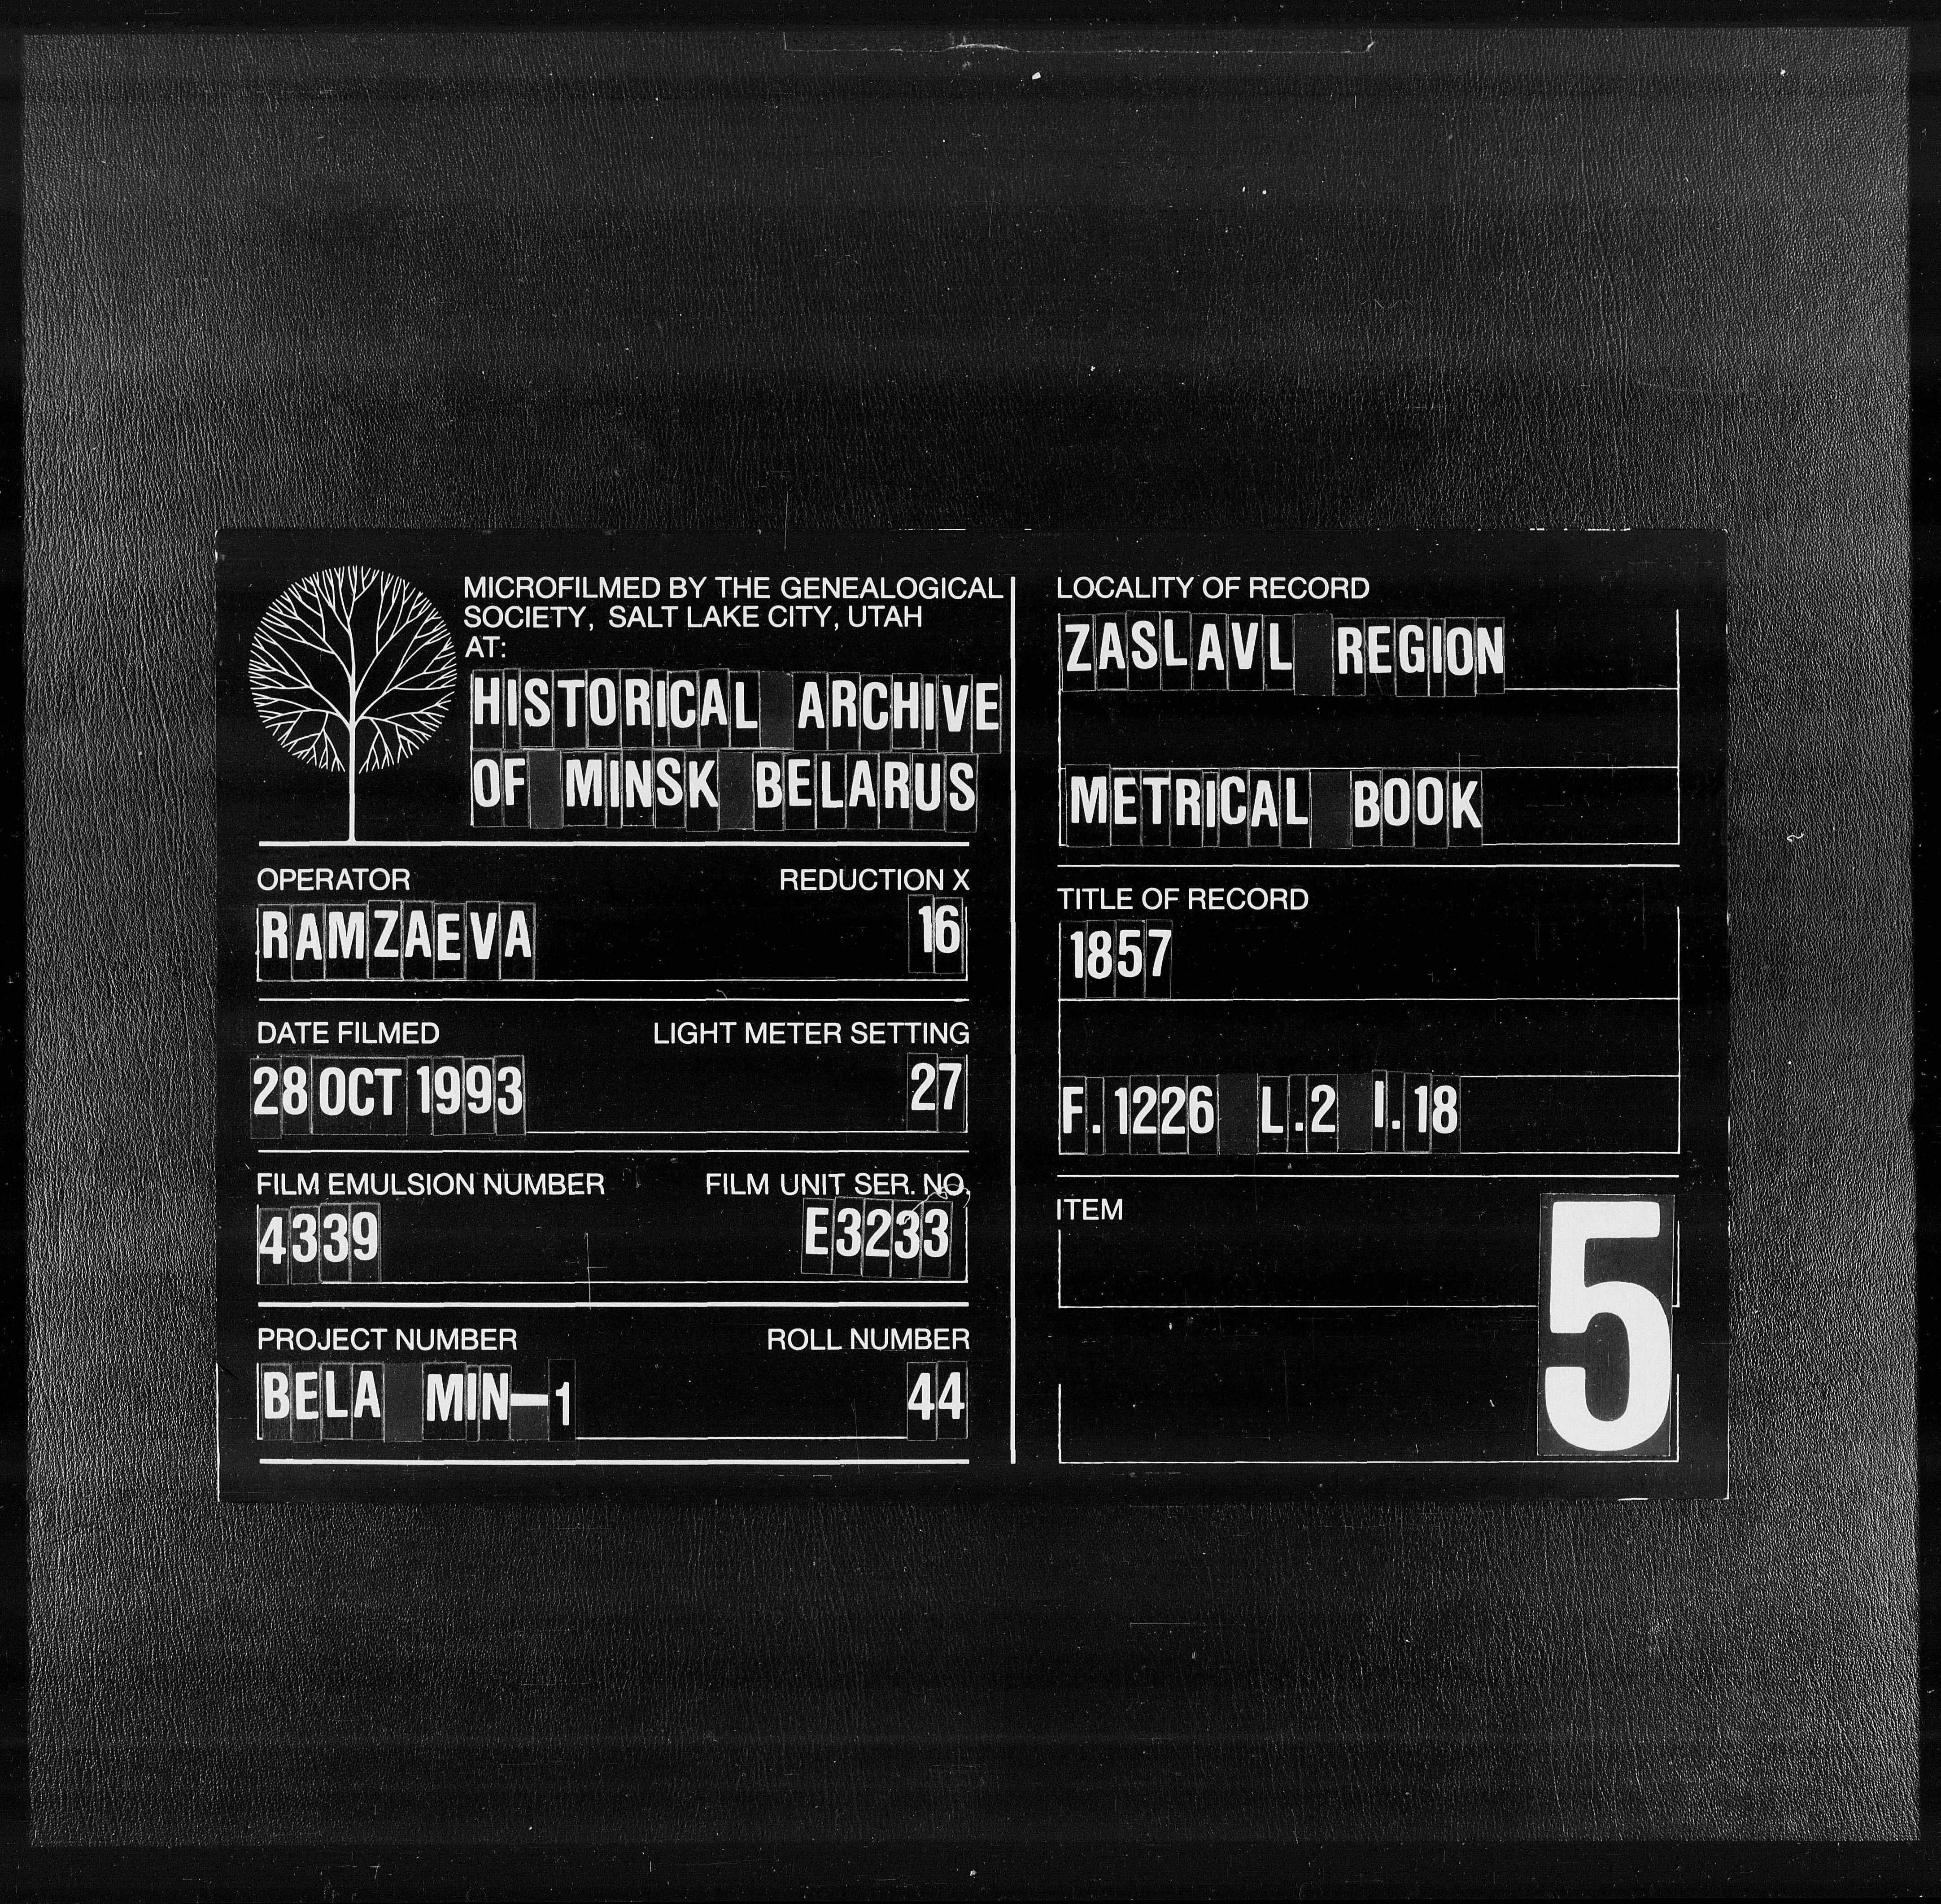 MICROFILMED BY THE GENEALOGICAL
SOCIETY, SALT LAKE CITY, UTAH
AT:
HISTORICAL ARCHIVE
OF MINSK BELARUS
OPERATOR REDUCTION X
RAMZAEVA 16
DATE FILMED LIGHT METER SETTING
28 OCT 1993 27
FILM EMULSION NUMBER FILM UNIT SER. NO.
4339 E3233
PROJECT NUMBER ROLL NUMBER
BELA MIN-1 44
LOCALITY OF RECORD
ZASLAVL REGION
METRICAL BOOK
TITLE OF RECORD
1857
F. 1226 L.2 I. 18
ITEM
5